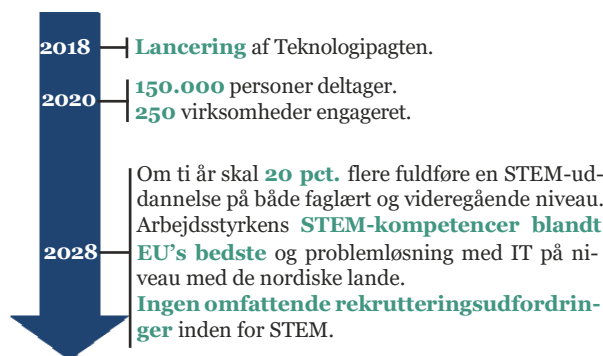 2018
Lancering af Teknologipagten.
2020
150.000 personer deltager.
250 virksomheder engageret.
2028
Om ti år skal 20 pct. flere fuldføre en STEM-ud-
dannelse på både faglært og videregående niveau.
Arbejdsstyrkens STEM-kompetencer blandt
EU's bedste og problemløsning med IT på ni-
veau med de nordiske lande.
Ingen omfattende rekrutteringsudfordrin-
ger inden for STEM.